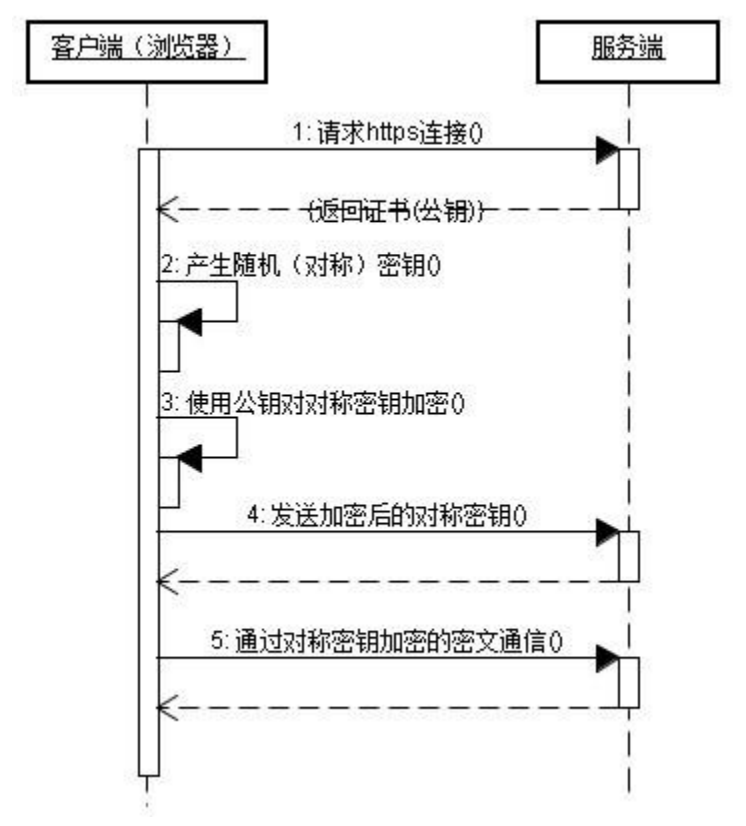 客户端（浏览器）
服务端
1: 请求https连接()
(返回证书(公钥))
2: 产生随机（对称）密钥()
3: 使用公钥对对称密钥加密()
4: 发送加密后的对称密钥()
5: 通过对称密钥加密的密文通信()